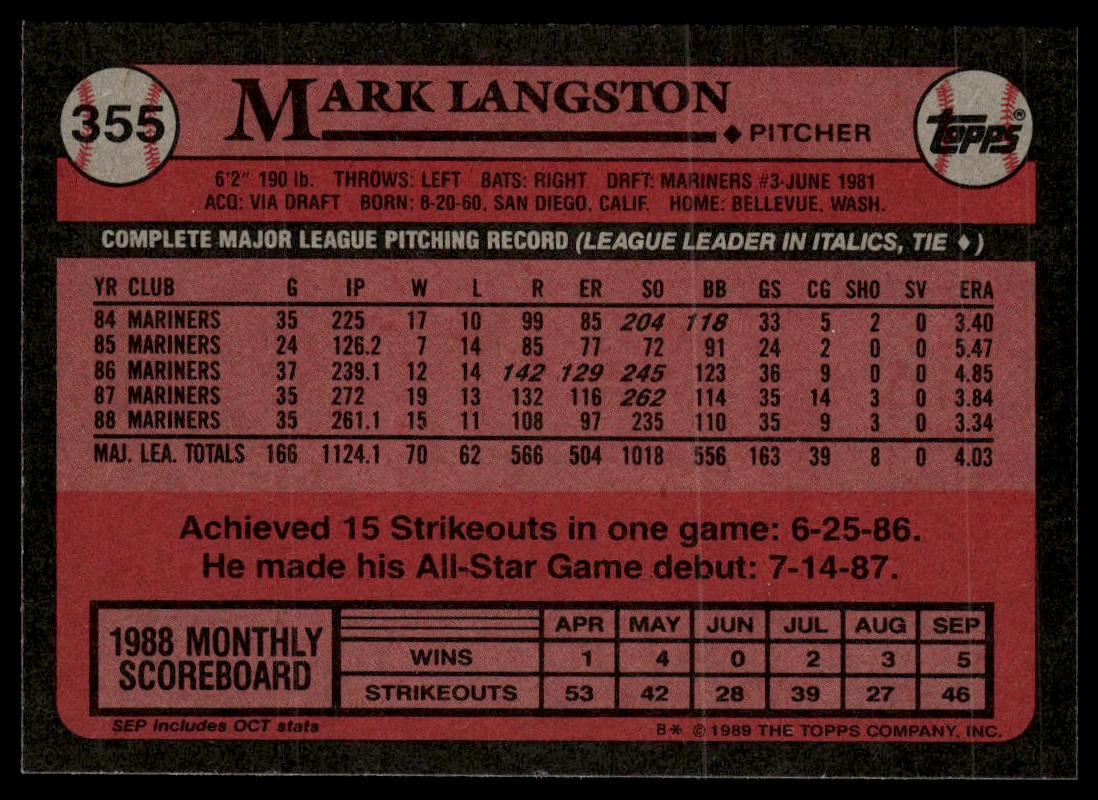 355
MARK LANGSTON
◆ PITCHER
topps®
6'2" 190 lb. THROWS: LEFT BATS: RIGHT DRFT: MARINERS #3-JUNE 1981
ACQ: VIA DRAFT BORN: 8-20-60, SAN DIEGO, CALIF. HOME: BELLEVUE, WASH.
COMPLETE MAJOR LEAGUE PITCHING RECORD (LEAGUE LEADER IN ITALICS, TIE ♦)
YR CLUB G IP W L R ER SO BB GS CG SHO SV ERA
84 MARINERS 35 225 17 10 99 85 204 118 33 5 2 0 3.40
85 MARINERS 24 126.2 7 14 85 77 72 91 24 2 0 0 5.47
86 MARINERS 37 239.1 12 14 142 129 245 123 36 9 0 0 4.85
87 MARINERS 35 272 19 13 132 116 262 114 35 14 3 0 3.84
88 MARINERS 35 261.1 15 11 108 97 235 110 35 9 3 0 3.34
MAJ. LEA. TOTALS 166 1124.1 70 62 566 504 1018 556 163 39 8 0 4.03
Achieved 15 Strikeouts in one game: 6-25-86.
He made his All-Star Game debut: 7-14-87.
1988 MONTHLY
SCOREBOARD
APR MAY JUN JUL AUG SEP
WINS 1 4 0 2 3 5
STRIKEOUTS 53 42 28 39 27 46
SEP includes OCT stats
B* © 1989 THE TOPPS COMPANY, INC.